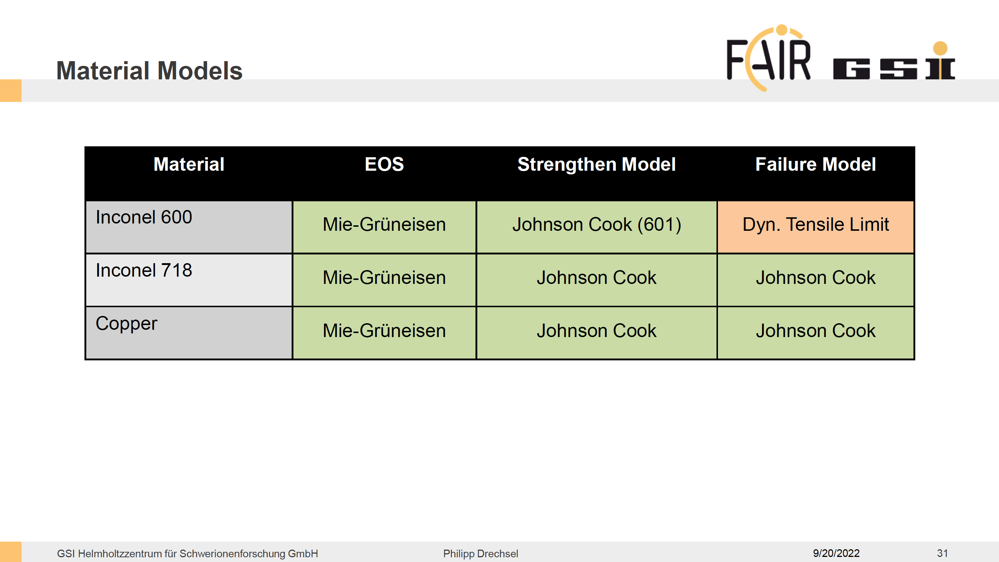 FAIR GSI
Material Models
Material EOS Strengthen Model Failure Model
Inconel 600 Mie-Grüneisen Johnson Cook (601) Dyn. Tensile Limit
Inconel 718 Mie-Grüneisen Johnson Cook Johnson Cook
Copper Mie-Grüneisen Johnson Cook Johnson Cook
GSI Helmholtzzentrum für Schwerionenforschung GmbH Philipp Drechsel 9/20/2022 31